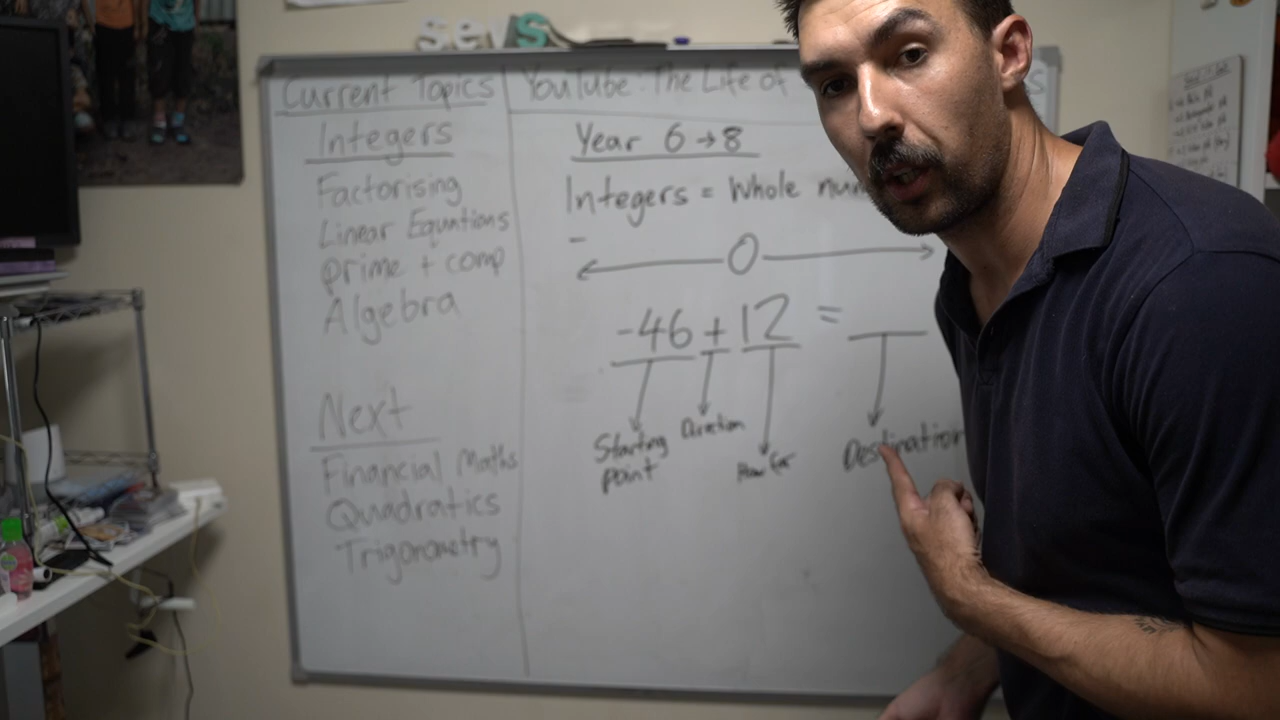 sevs
Current Topics
Integers
Factorising
Linear Equations
prime + comp
Algebra
Next
Financial Maths
Quadratics
Trigonometry
YouTube: The Life of
Year 6 → 8
Integers = Whole num
-
0
-46 + 12 =
Starting
point
Direction
How far
Destination